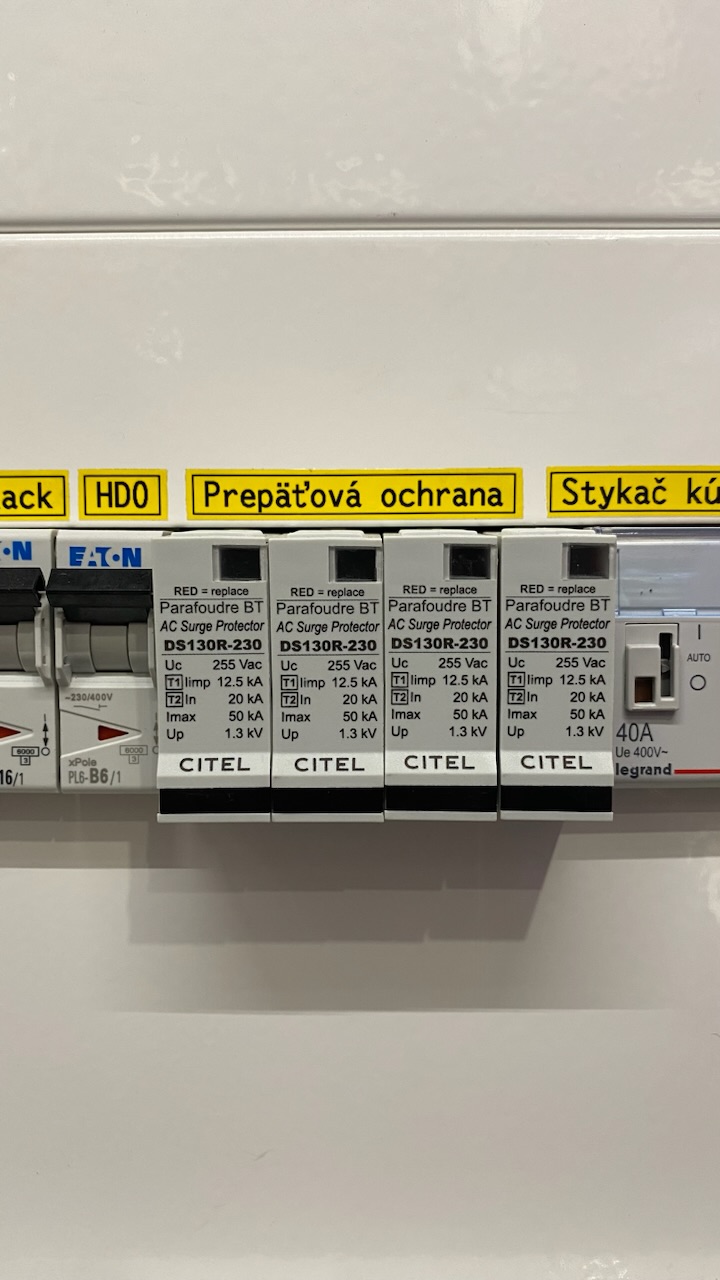 ack
HDO
Prepäťová ochrana
Stykač kú
EATON
16/1
6000
3
EATON
~230/400V
6000
3
xPole
PL6-B6/1
RED = replace
Parafoudre BT
AC Surge Protector
DS130R-230
Uc 255 Vac
T1 Iimp 12.5 kA
T2 In 20 kA
Imax 50 kA
Up 1.3 kV
CITEL
RED = replace
Parafoudre BT
AC Surge Protector
DS130R-230
Uc 255 Vac
T1 Iimp 12.5 kA
T2 In 20 kA
Imax 50 kA
Up 1.3 kV
CITEL
RED = replace
Parafoudre BT
AC Surge Protector
DS130R-230
Uc 255 Vac
T1 Iimp 12.5 kA
T2 In 20 kA
Imax 50 kA
Up 1.3 kV
CITEL
RED = replace
Parafoudre BT
AC Surge Protector
DS130R-230
Uc 255 Vac
T1 Iimp 12.5 kA
T2 In 20 kA
Imax 50 kA
Up 1.3 kV
CITEL
I
AUTO
O
40A
Ue 400V~
legrand